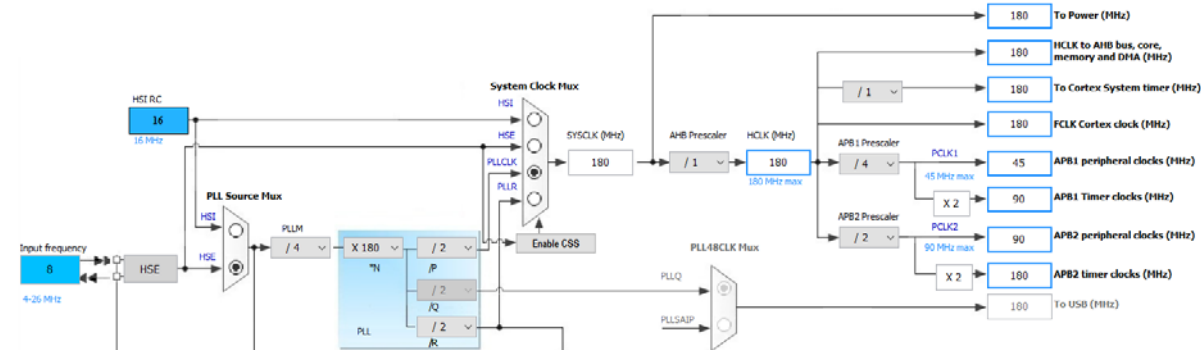 180
To Power (MHz)
180
HCLK to AHB bus, core,
memory and DMA (MHz)
System Clock Mux
HSI
/ 1
180
To Cortex System timer (MHz)
HSI RC
16
16 MHz
HSE
SYSCLK (MHz)
AHB Prescaler
HCLK (MHz)
180
FCLK Cortex clock (MHz)
PLLCLK
180
/ 1
180
180 MHz max
APB1 Prescaler
/ 4
PCLK1
45 MHz max
45
APB1 peripheral clocks (MHz)
PLLR
PLL Source Mux
X 2
90
APB1 Timer clocks (MHz)
HSI
PLLM
/ 4
X 180
*N
/ 2
/P
Enable CSS
PLL48CLK Mux
APB2 Prescaler
/ 2
PCLK2
90 MHz max
90
APB2 peripheral clocks (MHz)
Input frequency
8
4-26 MHz
HSE
HSE
PLLQ
X 2
180
APB2 timer clocks (MHz)
/ 2
/Q
180
To USB (MHz)
PLL
/ 2
/R
PLLSAIP